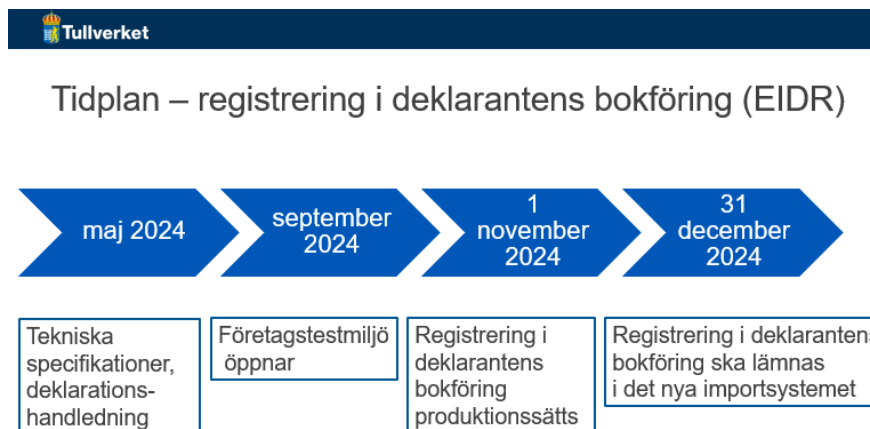 Tullverket
Tidplan – registrering i deklarantens bokföring (EIDR)
maj 2024
september
2024
1
november
2024
31
december
2024
Tekniska
specifikationer,
deklarations-
handledning
Företagstestmiljö
öppnar
Registrering i
deklarantens
bokföring
produktionssätts
Registrering i deklarantens
bokföring ska lämnas
i det nya importsystemet